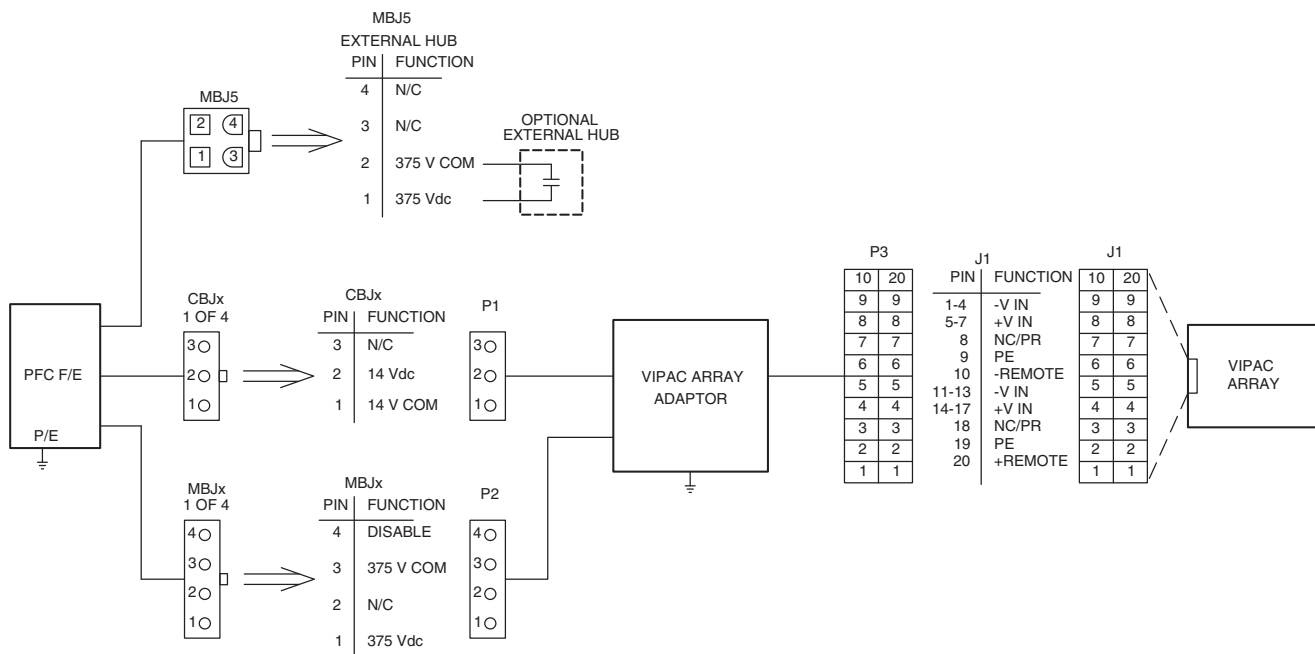 MBJ5
EXTERNAL HUB
PIN FUNCTION
4 N/C
3 N/C
2 375 V COM
1 375 Vdc
MBJ5
2 4
1 3
OPTIONAL
EXTERNAL HUB
PFC F/E
P/E
CBJx
1 OF 4
3
2
1
CBJx
PIN FUNCTION
3 N/C
2 14 Vdc
1 14 V COM
P1
3
2
1
MBJx
1 OF 4
4
3
2
1
MBJx
PIN FUNCTION
4 DISABLE
3 375 V COM
2 N/C
1 375 Vdc
P2
4
3
2
1
VIPAC ARRAY
ADAPTOR
P3
10 20
9 9
8 8
7 7
6 6
5 5
4 4
3 3
2 2
1 1
J1
PIN FUNCTION
1-4 -V IN
5-7 +V IN
8 NC/PR
9 PE
10 -REMOTE
11-13 -V IN
14-17 +V IN
18 NC/PR
19 PE
20 +REMOTE
J1
10 20
9 9
8 8
7 7
6 6
5 5
4 4
3 3
2 2
1 1
VIPAC
ARRAY